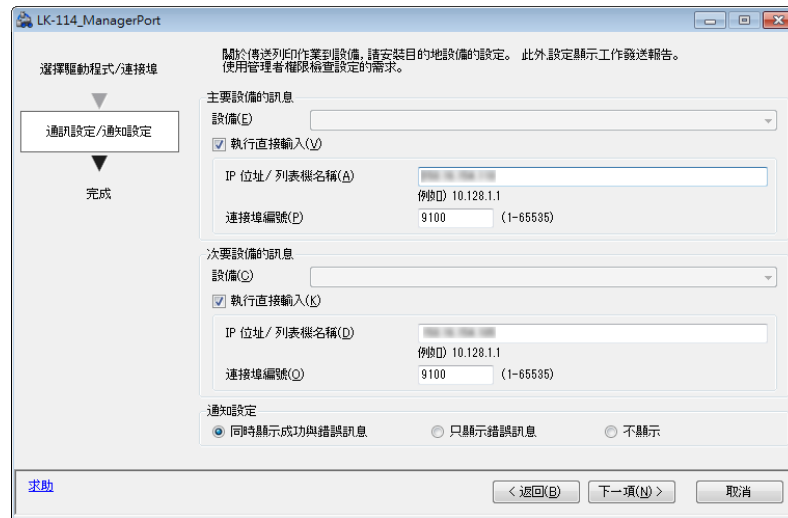 LK-114_ManagerPort
選擇驅動程式/連接埠
通訊設定/通知設定
完成
關於傳送列印作業到設備,請安裝目的地設備的設定。 此外,設定顯示工作發送報告。
使用管理者權限檢查設定的需求。
主要設備的訊息
設備(E)
執行直接輸入(V)
IP 位址/ 列表機名稱(A)
例如) 10.128.1.1
連接埠編號(P) 9100 (1-65535)
次要設備的訊息
設備(C)
執行直接輸入(K)
IP 位址/ 列表機名稱(D)
例如) 10.128.1.1
連接埠編號(O) 9100 (1-65535)
通知設定
同時顯示成功與錯誤訊息 只顯示錯誤訊息 不顯示
求助 < 返回(B) 下一項(N) > 取消